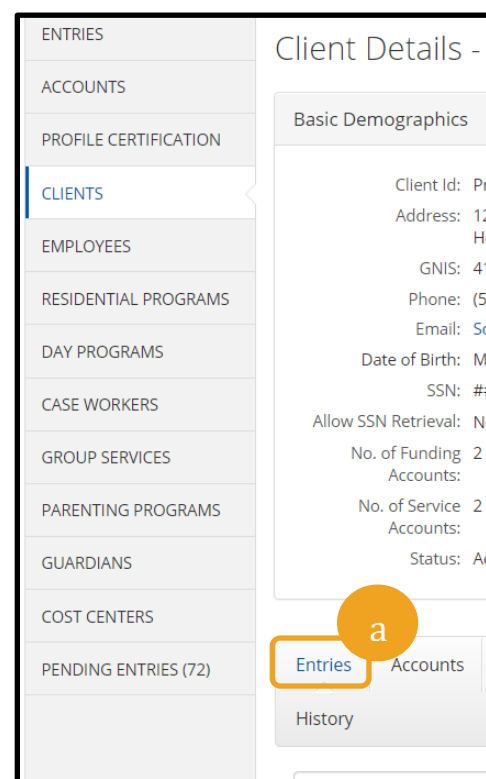 ENTRIES
ACCOUNTS
PROFILE CERTIFICATION
CLIENTS
EMPLOYEES
RESIDENTIAL PROGRAMS
DAY PROGRAMS
CASE WORKERS
GROUP SERVICES
PARENTING PROGRAMS
GUARDIANS
COST CENTERS
PENDING ENTRIES (72)
Client Details -
Basic Demographics
Client Id:
Address:
GNIS:
Phone:
Email:
Date of Birth:
SSN:
Allow SSN Retrieval:
No. of Funding 2
Accounts:
No. of Service 2
Accounts:
Status:
a
Entries Accounts
History